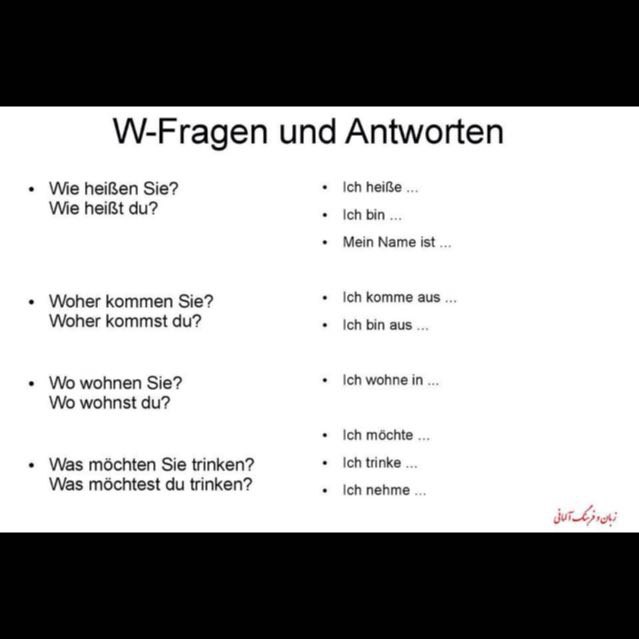 W-Fragen und Antworten
• Wie heißen Sie?
Wie heißt du?
• Ich heiße ...
• Ich bin ...
• Mein Name ist ...
• Woher kommen Sie?
Woher kommst du?
• Ich komme aus ...
• Ich bin aus ...
• Wo wohnen Sie?
Wo wohnst du?
• Ich wohne in ...
• Was möchten Sie trinken?
Was möchtest du trinken?
• Ich möchte ...
• Ich trinke ...
• Ich nehme ...
زبان و فرهنگ آلمانی